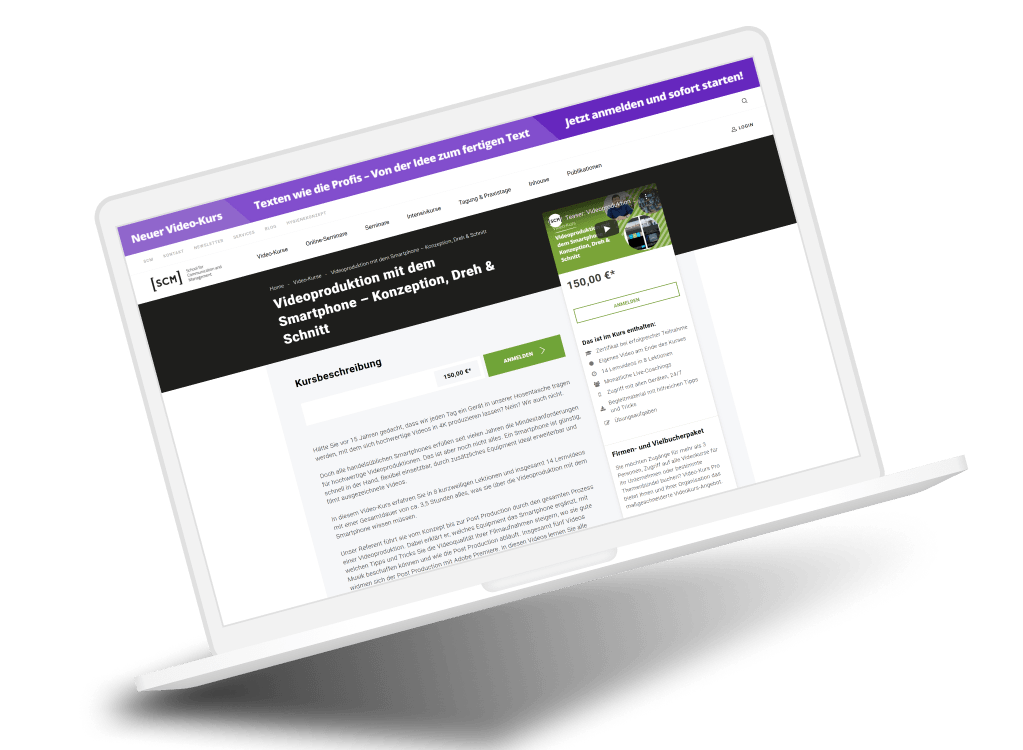 Neuer Video-Kurs
Texten wie die Profis – Von der Idee zum fertigen Text
Jetzt anmelden und sofort starten!
SCM
KONTAKT
NEWSLETTER
SERVICES
BLOG
HYGIENEKONZEPT
LOGIN
[SCM]
School for
Communication and
Management
Video-Kurse
Online-Seminare
Seminare
Intensivkurse
Tagung & Praxistage
Inhouse
Publikationen
Home - Video-Kurse - Videoproduktion mit dem Smartphone – Konzeption, Dreh & Schnitt
Videoproduktion mit dem
Smartphone – Konzeption, Dreh &
Schnitt
SCM
Teaser: Videoproduktion
dem Smartphone
Konzeption, Dreh &
Schnitt
150,00 €*
ANMELDEN
Das ist im Kurs enthalten:
Zertifikat bei erfolgreicher Teilnahme
Eigenes Video am Ende des Kurses
14 Lernvideos in 8 Lektionen
Monatliche Live-Coachings
Zugriff mit allen Geräten, 24/7
Begleitmaterial mit hilfreichen Tipps
und Tricks
Übungsaufgaben
Firmen- und Vielbucherpaket
Sie möchten Zugänge für mehr als 3
Personen, Zugriff auf alle Videokurse für
Ihr Unternehmen oder bestimmte
Themenbündel buchen? Video-Kurs Pro
bietet Ihnen und Ihrer Organisation das
maßgeschneiderte Videokurs-Angebot.
Kursbeschreibung
150,00 €*
ANMELDEN
Hätte Sie vor 15 Jahren gedacht, dass wir jeden Tag ein Gerät in unserer Hosentasche tragen
werden, mit dem sich hochwertige Videos in 4K produzieren lassen? Nein? Wir auch nicht.
Doch alle handelsüblichen Smartphones erfüllen seit vielen Jahren die Mindestanforderungen
für hochwertige Videoproduktionen. Das ist aber noch nicht alles: Ein Smartphone ist günstig,
schnell in der Hand, flexibel einsetzbar, durch zusätzliches Equipment ideal erweiterbar und
filmt ausgezeichnete Videos.
In diesem Video-Kurs erfahren Sie in 8 kurzweiligen Lektionen und insgesamt 14 Lernvideos
mit einer Gesamtdauer von ca. 3,5 Stunden alles, was sie über die Videoproduktion mit dem
Smartphone wissen müssen.
Unser Referent führt sie vom Konzept bis zur Post Production durch den gesamten Prozess
einer Videoproduktion. Dabei erklärt er, welches Equipment das Smartphone ergänzt, mit
welchen Tipps und Tricks Sie die Videoqualität Ihrer Filmaufnahmen steigern, wo sie gute
Musik beschaffen können und wie die Post Production abläuft. Insgesamt fünf Videos
widmen sich der Post Production mit Adobe Premiere. In diesen Videos lernen Sie alle